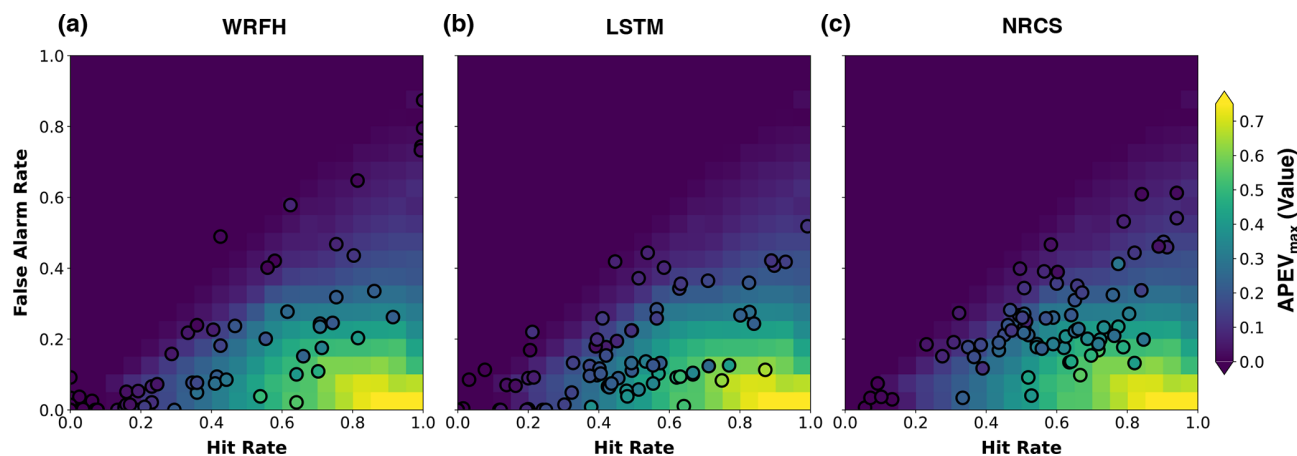 (a) WRFH (b) LSTM (c) NRCS
1.0
0.8
0.6
0.4
0.2
0.0
False Alarm Rate
0.0 0.2 0.4 0.6 0.8 1.0
Hit Rate
0.0 0.2 0.4 0.6 0.8 1.0
Hit Rate
0.0 0.2 0.4 0.6 0.8 1.0
Hit Rate
0.7
0.6
0.5
0.4
0.3
0.2
0.1
0.0
APEVmax (Value)